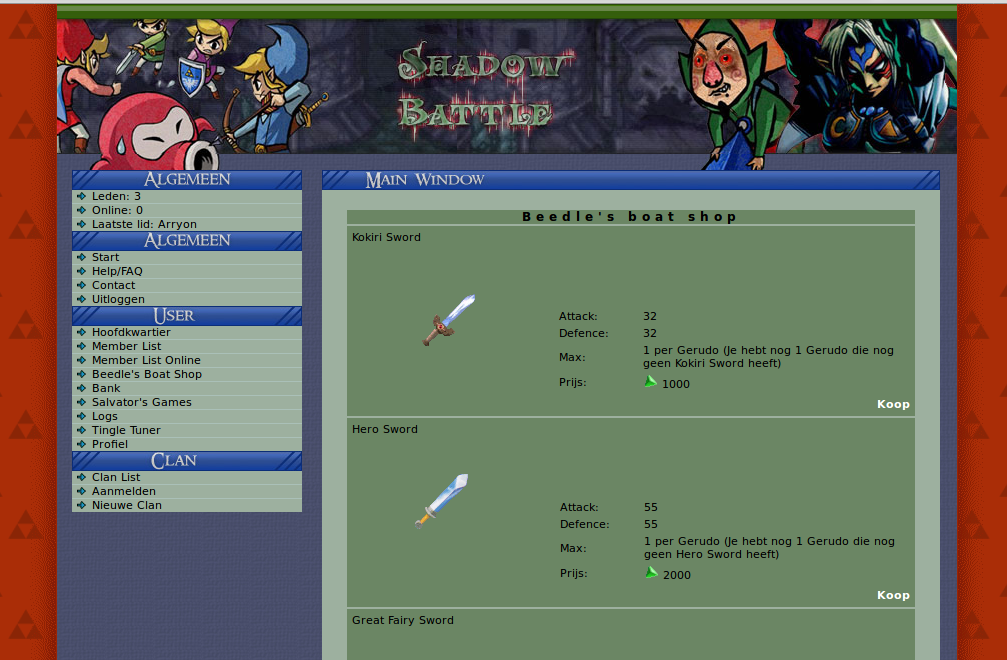 Shadow
Battle
Algemeen
Leden: 3
Online: 0
Laatste lid: Arryon
Algemeen
Start
Help/FAQ
Contact
Uitloggen
User
Hoofdkwartier
Member List
Member List Online
Beedle's Boat Shop
Bank
Salvator's Games
Logs
Tingle Tuner
Profiel
Clan
Clan List
Aanmelden
Nieuwe Clan
Main Window
Beedle's boat shop
Kokiri Sword
Attack: 32
Defence: 32
Max: 1 per Gerudo (Je hebt nog 1 Gerudo die nog
geen Kokiri Sword heeft)
Prijs: 1000
Koop
Hero Sword
Attack: 55
Defence: 55
Max: 1 per Gerudo (Je hebt nog 1 Gerudo die nog
geen Hero Sword heeft)
Prijs: 2000
Koop
Great Fairy Sword